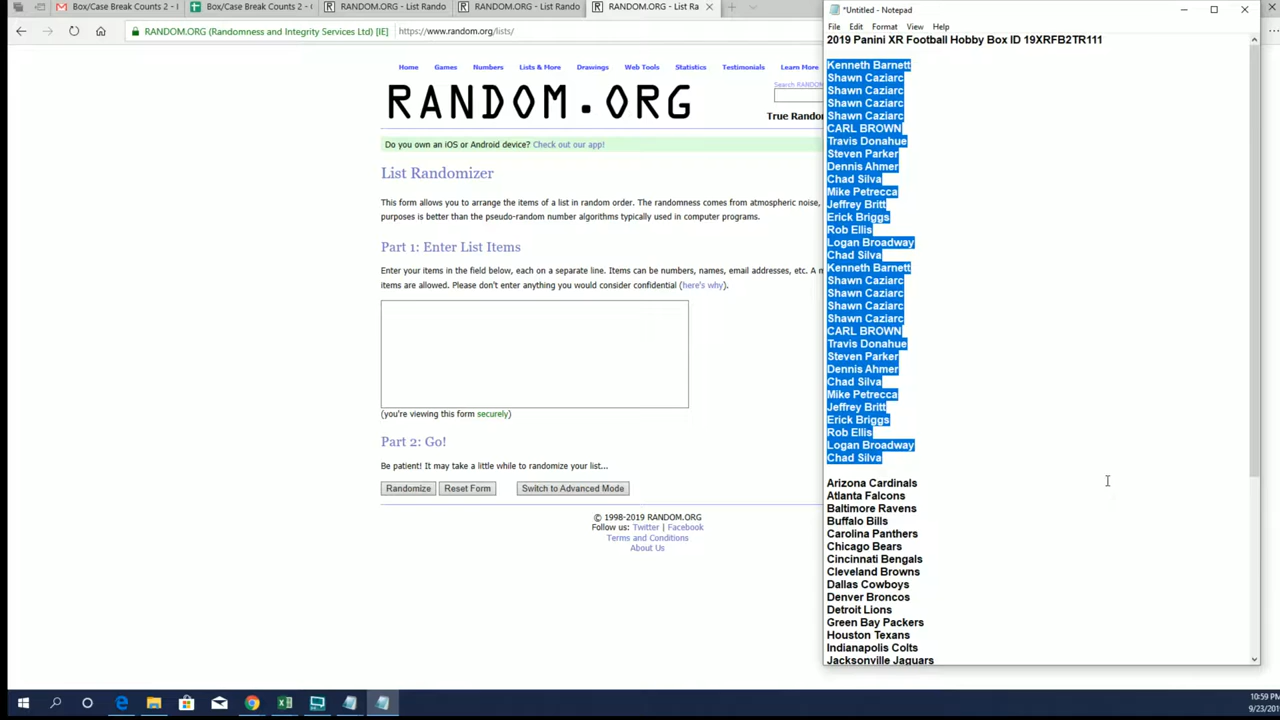 Box/Case Break Counts 2 - I
Box/Case Break Counts 2 - I
RANDOM.ORG - List Rando
RANDOM.ORG - List Rando
RANDOM.ORG - List Ra
RANDOM.ORG (Randomness and Integrity Services Ltd) [IE]
https://www.random.org/lists/
Home Games Numbers Lists & More Drawings Web Tools Statistics Testimonials Learn More
Search RANDOM
RANDOM.ORG
True Rando
Do you own an iOS or Android device? Check out our app!
List Randomizer
This form allows you to arrange the items of a list in random order. The randomness comes from atmospheric noise,
purposes is better than the pseudo-random number algorithms typically used in computer programs.
Part 1: Enter List Items
Enter your items in the field below, each on a separate line. Items can be numbers, names, email addresses, etc. A m
items are allowed. Please don't enter anything you would consider confidential (here's why).
(you're viewing this form securely)
Part 2: Go!
Be patient! It may take a little while to randomize your list...
Randomize Reset Form Switch to Advanced Mode
© 1998-2019 RANDOM.ORG
Follow us: Twitter | Facebook
Terms and Conditions
About Us
*Untitled - Notepad
File Edit Format View Help
2019 Panini XR Football Hobby Box ID 19XRFB2TR111
Kenneth Barnett
Shawn Caziarc
Shawn Caziarc
Shawn Caziarc
Shawn Caziarc
CARL BROWN
Travis Donahue
Steven Parker
Dennis Ahmer
Chad Silva
Mike Petrecca
Jeffrey Britt
Erick Briggs
Rob Ellis
Logan Broadway
Chad Silva
Kenneth Barnett
Shawn Caziarc
Shawn Caziarc
Shawn Caziarc
Shawn Caziarc
CARL BROWN
Travis Donahue
Steven Parker
Dennis Ahmer
Chad Silva
Mike Petrecca
Jeffrey Britt
Erick Briggs
Rob Ellis
Logan Broadway
Chad Silva
Arizona Cardinals
Atlanta Falcons
Baltimore Ravens
Buffalo Bills
Carolina Panthers
Chicago Bears
Cincinnati Bengals
Cleveland Browns
Dallas Cowboys
Denver Broncos
Detroit Lions
Green Bay Packers
Houston Texans
Indianapolis Colts
Jacksonville Jaguars
10:59 PM
9/23/201